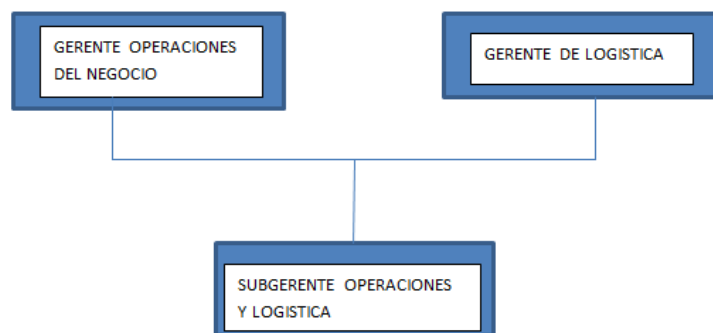 GERENTE OPERACIONES
DEL NEGOCIO
GERENTE DE LOGISTICA
SUBGERENTE OPERACIONES
Y LOGISTICA